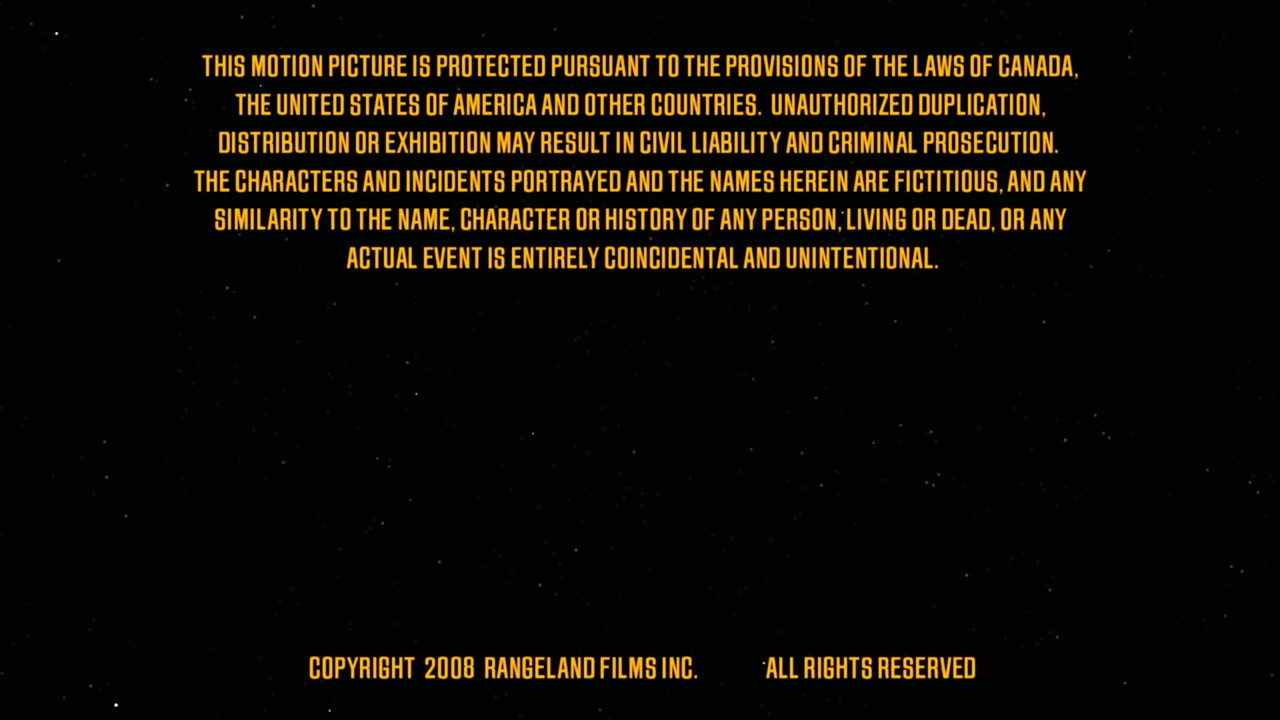 THIS MOTION PICTURE IS PROTECTED PURSUANT TO THE PROVISIONS OF THE LAWS OF CANADA,
THE UNITED STATES OF AMERICA AND OTHER COUNTRIES. UNAUTHORIZED DUPLICATION,
DISTRIBUTION OR EXHIBITION MAY RESULT IN CIVIL LIABILITY AND CRIMINAL PROSECUTION.
THE CHARACTERS AND INCIDENTS PORTRAYED AND THE NAMES HEREIN ARE FICTITIOUS, AND ANY
SIMILARITY TO THE NAME, CHARACTER OR HISTORY OF ANY PERSON, LIVING OR DEAD, OR ANY
ACTUAL EVENT IS ENTIRELY COINCIDENTAL AND UNINTENTIONAL.
COPYRIGHT 2008 RANGELAND FILMS INC. ALL RIGHTS RESERVED